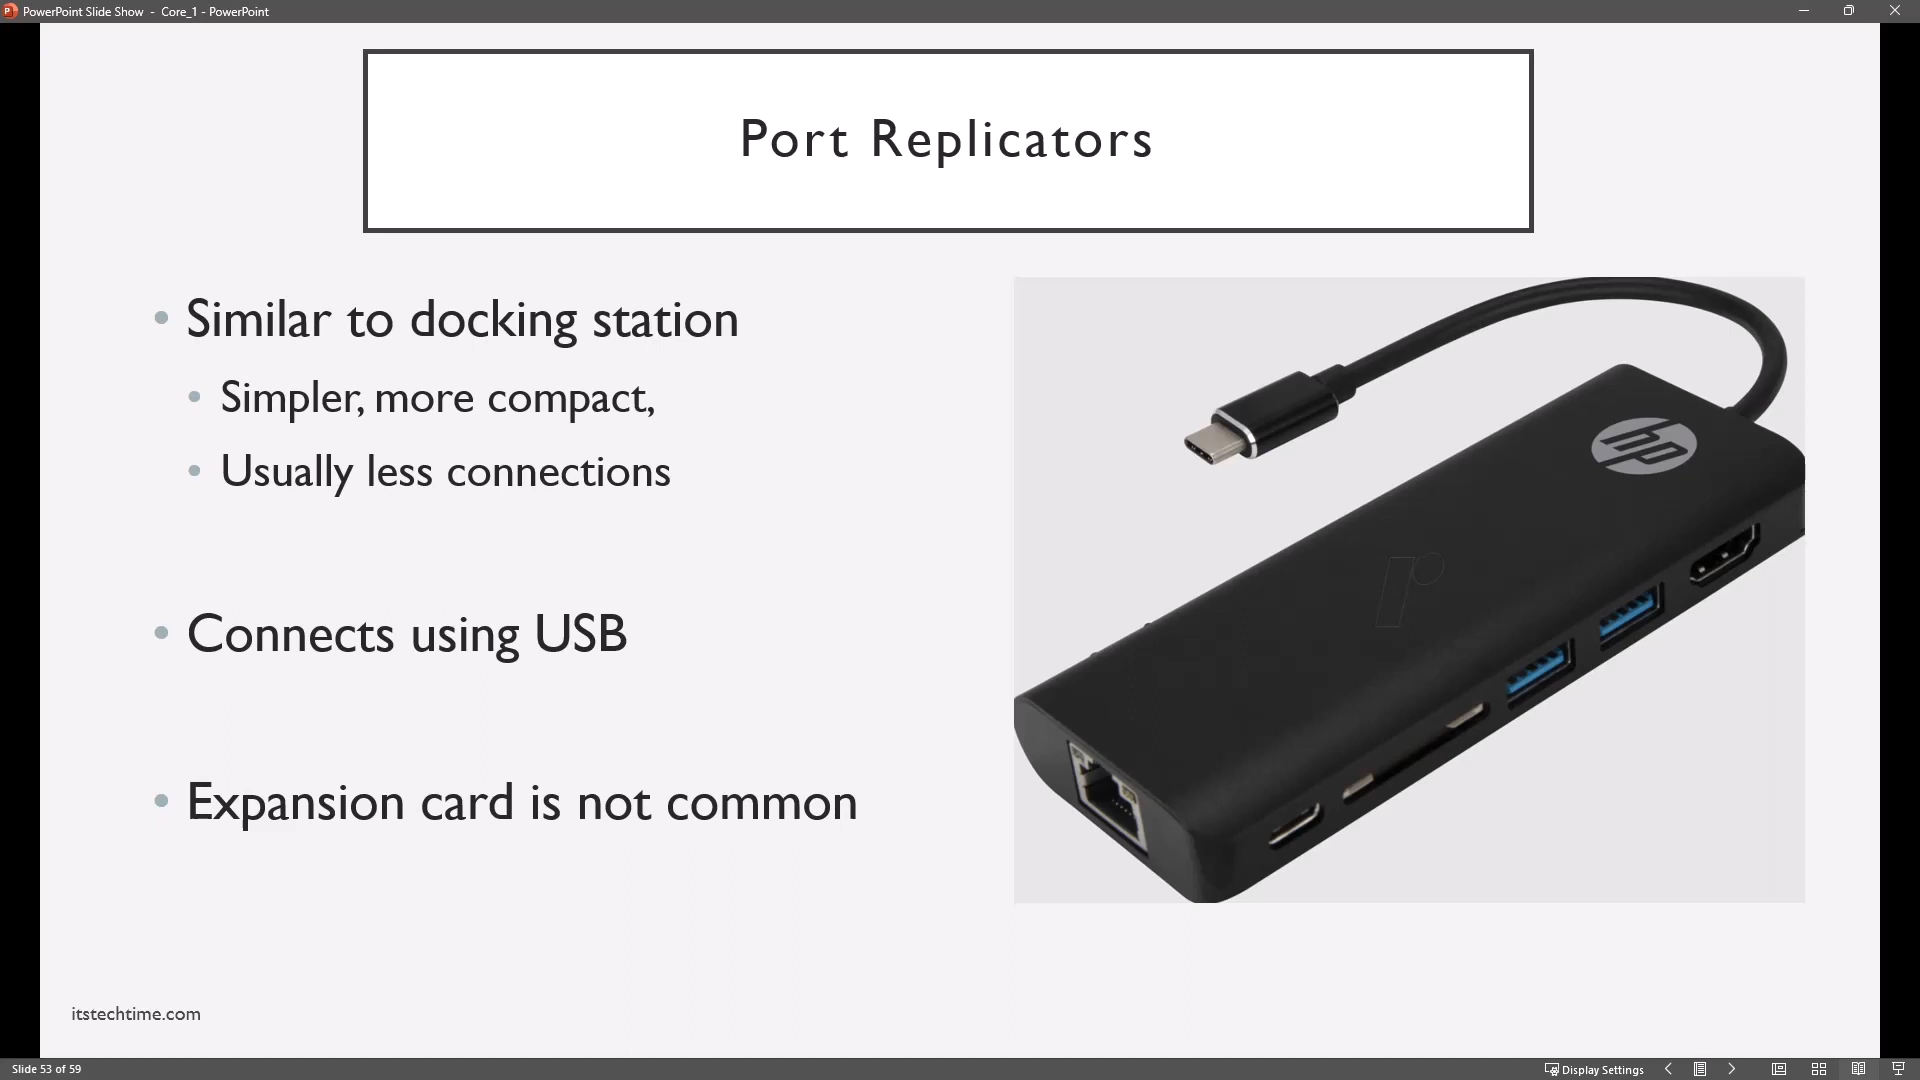 PowerPoint Slide Show - Core_1 - PowerPoint
Port Replicators
Similar to docking station
Simpler, more compact,
Usually less connections
Connects using USB
Expansion card is not common
hp
itstechtime.com
Slide 53 of 59
Display Settings